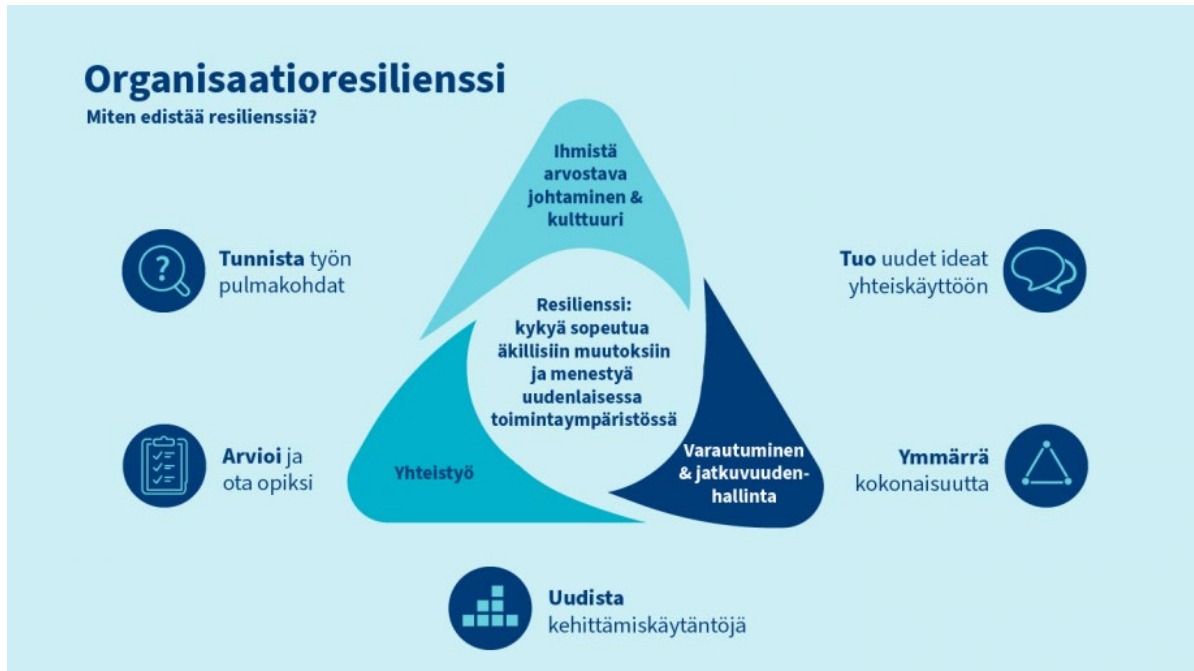 Organisaatioresilienssi
Miten edistää resilienssiä?
Ihmistä
arvostava
johtaminen &
kulttuuri
Tunnista työn
pulmakohdat
Tuo uudet ideat
yhteiskäyttöön
Resilienssi:
kykyä sopeutua
äkillisiin muutoksiin
ja menestyä
uudenlaisessa
toimintaympäristössä
Arvioi ja
ota opiksi
Yhteistyö
Varautuminen
& jatkuvuuden-
hallinta
Ymmärrä
kokonaisuutta
Uudista
kehittämiskäytäntöjä
?